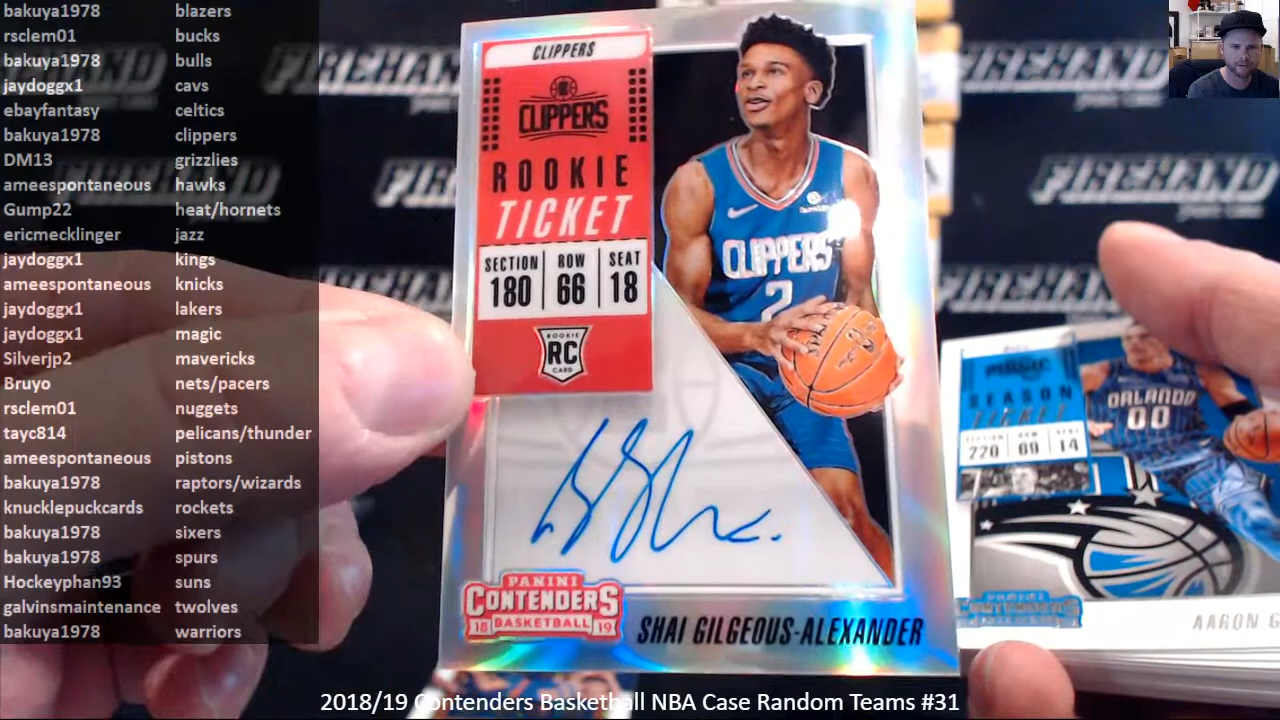 bakuya1978 blazers
rsclem01 bucks
bakuya1978 bulls
jaydoggx1 cavs
ebayfantasy celtics
bakuya1978 clippers
DM13 grizzlies
ameespontaneous hawks
Gump22 heat/hornets
ericmecklinger jazz
jaydoggx1 kings
ameespontaneous knicks
jaydoggx1 lakers
jaydoggx1 magic
Silverjp2 mavericks
Bruyo nets/pacers
rsclem01 nuggets
tayc814 pelicans/thunder
ameespontaneous pistons
bakuya1978 raptors/wizards
knucklepuckcards rockets
bakuya1978 sixers
bakuya1978 spurs
Hockeyphan93 suns
galvinsmaintenance twolves
bakuya1978 warriors
FIREHAND
FIREHAND
FIREHAND
FIREHAND
FIREHAND
CLIPPERS
CLIPPERS
ROOKIE
TICKET
SECTION ROW SEAT
180 66 18
ROOKIE
RC
CARD
CLIPPERS
2
PANINI
CONTENDERS
18 BASKETBALL 19
SHAI GILGEOUS-ALEXANDER
MAGIC
SEASON
TICKET
220 69 14
ORLANDO
00
PANINI
CONTENDERS
AARON G
2018/19 Contenders Basketball NBA Case Random Teams #31